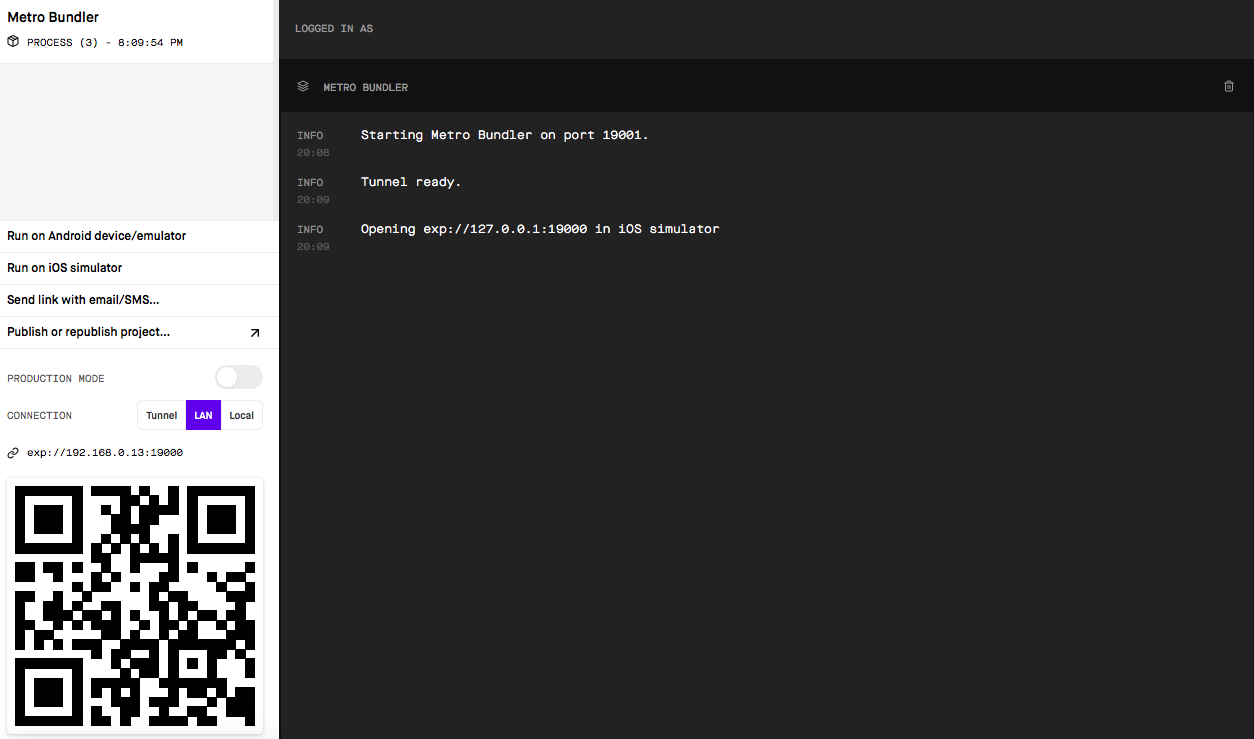 Metro Bundler
PROCESS (3) - 8:09:54 PM
Run on Android device/emulator
Run on iOS simulator
Send link with email/SMS...
Publish or republish project...
PRODUCTION MODE
CONNECTION
Tunnel LAN Local
exp://192.168.0.13:19000
LOGGED IN AS
METRO BUNDLER
INFO Starting Metro Bundler on port 19001.
20:08
INFO Tunnel ready.
20:09
INFO Opening exp://127.0.0.1:19000 in iOS simulator
20:09